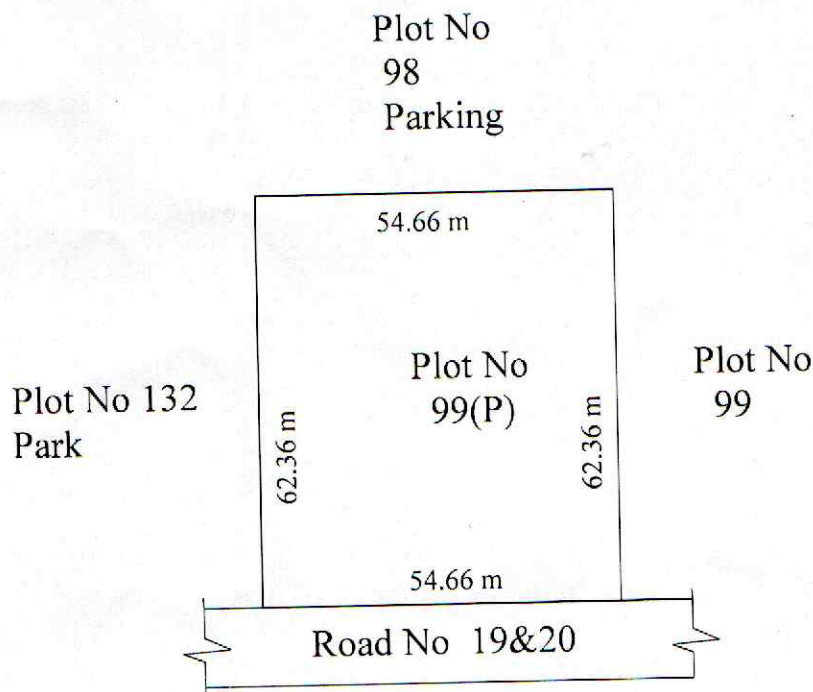 Plot No
98
Parking
54.66 m
Plot No 132
Park
62.36 m
Plot No
99(P)
62.36 m
Plot No
99
54.66 m
Road No 19&20